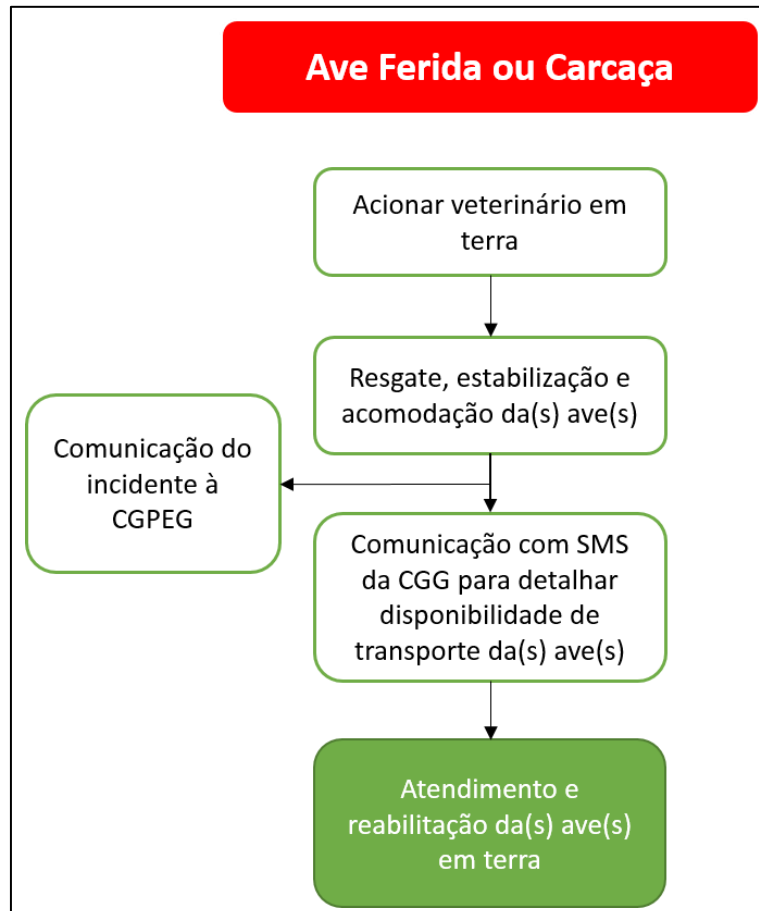 Ave Ferida ou Carcaça
Acionar veterinário em
terra
Resgate, estabilização e
acomodação da(s) ave(s)
Comunicação do
incidente à
CGPEG
Comunicação com SMS
da CGG para detalhar
disponibilidade de
transporte da(s) ave(s)
Atendimento e
reabilitação da(s) ave(s)
em terra